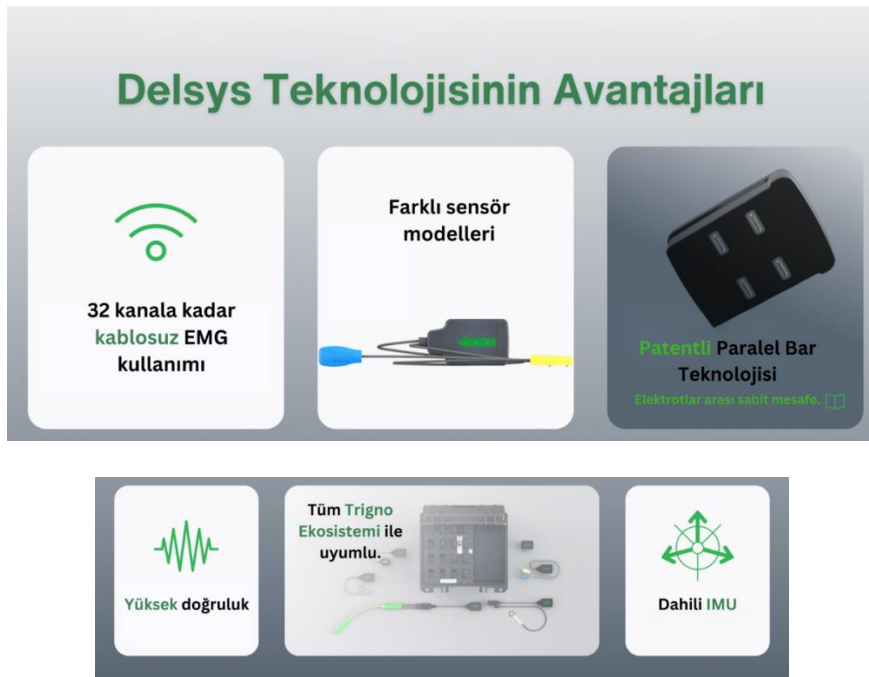 Delsys Teknolojisinin Avantajları
32 kanala kadar
kablosuz EMG
kullanımı
Farklı sensör
modelleri
Patentli Paralel Bar
Teknolojisi
Elektrotlar arası sabit mesafe.
Yüksek doğruluk
Tüm Trigno
Ekosistemi ile
uyumlu.
Dahili IMU